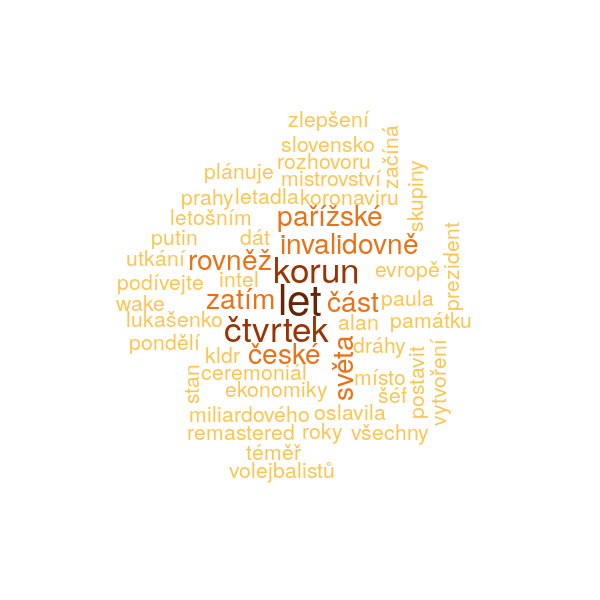 zlepšení
slovensko
začíná
rozhovoru
plánuje
mistrovství
skupiny
prahy
letadla
koronaviru
letošním
pařížské
putin
dát
invalidovně
prezident
utkání
rovněž
korun
evropě
podívejte
intel
wake
zatím
let
část
paula
lukašenko
čtvrtek
alan
památku
pondělí
kldr
české
světa
dráhy
stan
ceremoniál
místo
postavit
vytvoření
ekonomiky
šéf
miliardového
oslavila
remastered
roky
všechny
téměř
volejbalistů